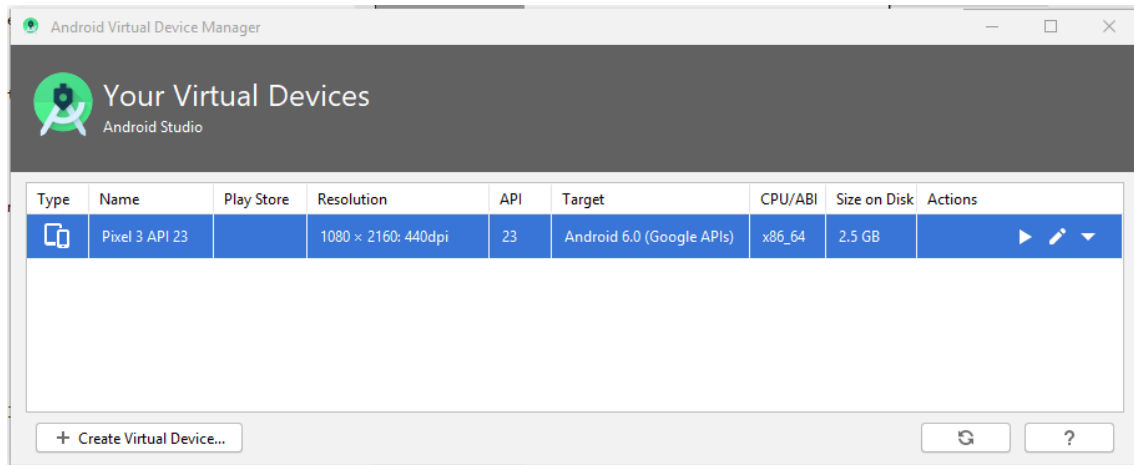 Android Virtual Device Manager
Your Virtual Devices
Android Studio
Type Name Play Store Resolution API Target CPU/ABI Size on Disk Actions
Pixel 3 API 23 1080 × 2160: 440dpi 23 Android 6.0 (Google APIs) x86_64 2.5 GB
+ Create Virtual Device... ?